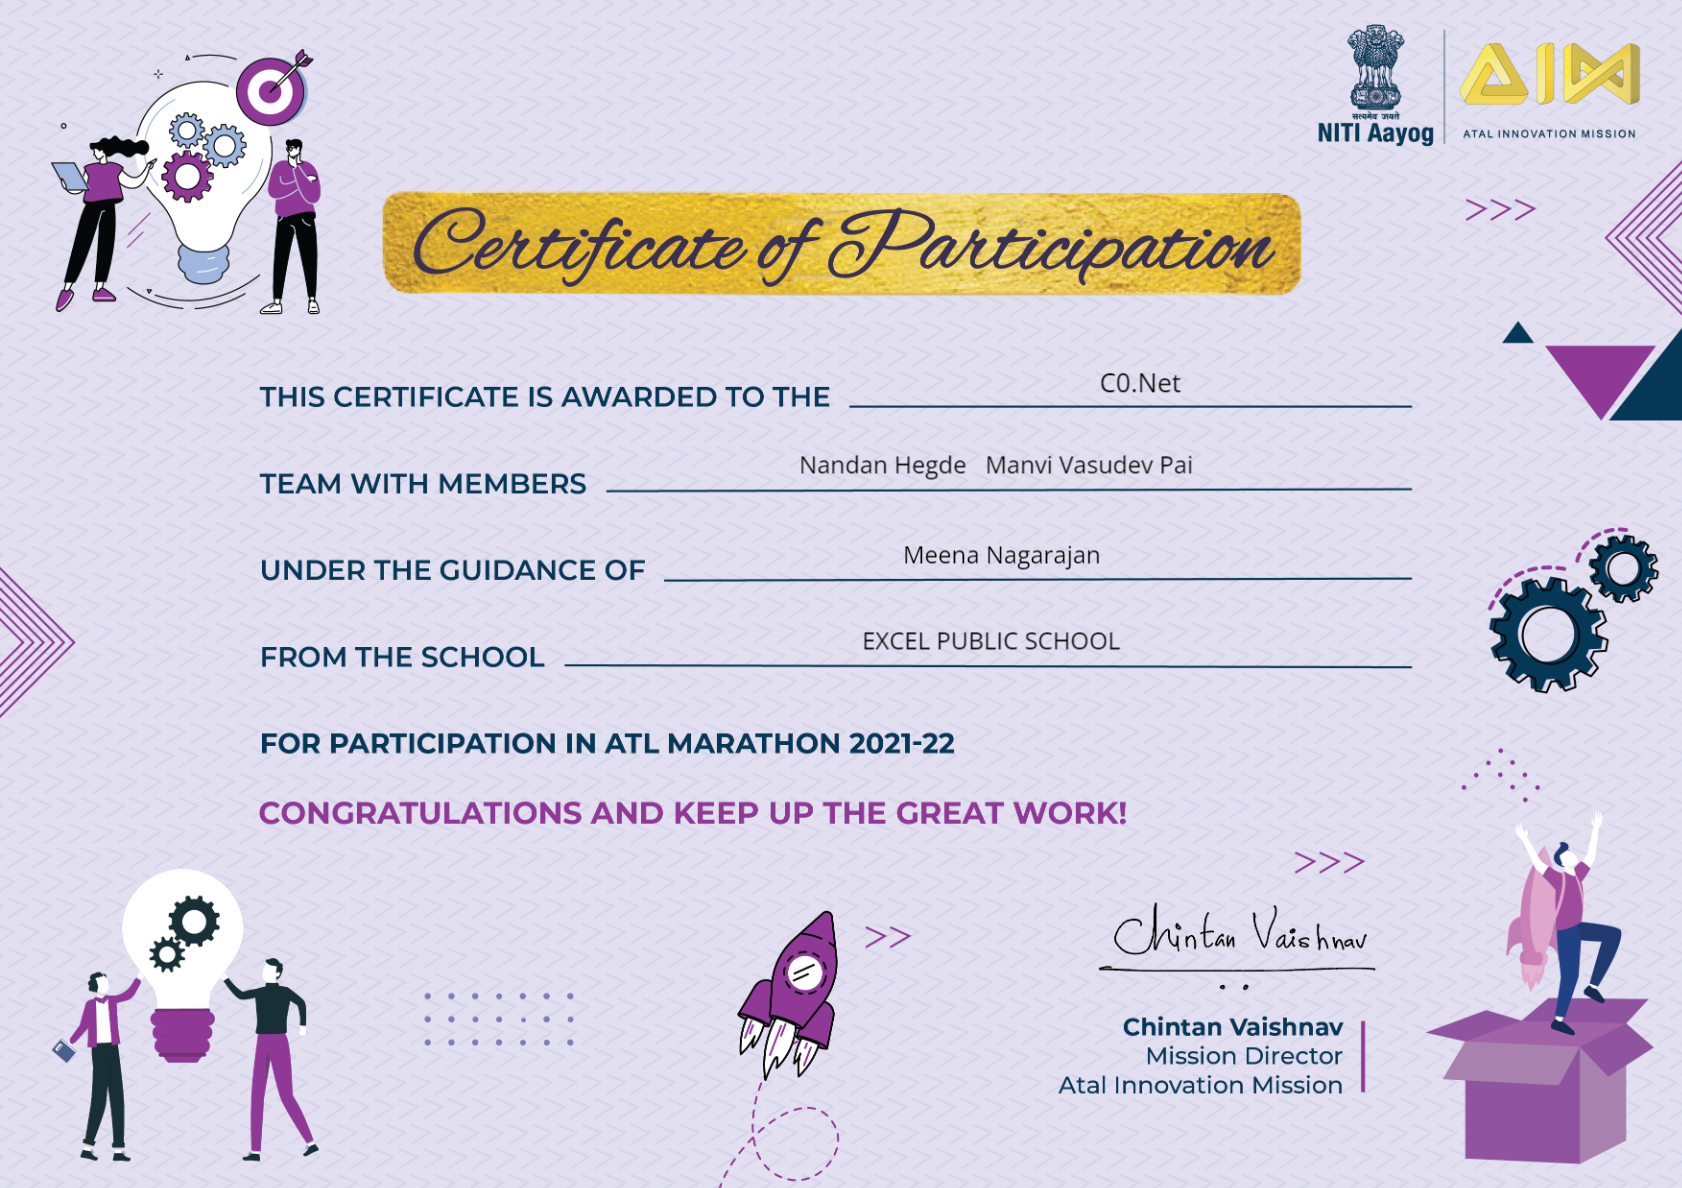 सत्यमेव जयते
NITI Aayog
AIM
ATAL INNOVATION MISSION
Certificate of Participation
THIS CERTIFICATE IS AWARDED TO THE C0.Net
TEAM WITH MEMBERS Nandan Hegde Manvi Vasudev Pai
UNDER THE GUIDANCE OF Meena Nagarajan
FROM THE SCHOOL EXCEL PUBLIC SCHOOL
FOR PARTICIPATION IN ATL MARATHON 2021-22
CONGRATULATIONS AND KEEP UP THE GREAT WORK!
Chintan Vaishnav
Chintan Vaishnav
Mission Director
Atal Innovation Mission